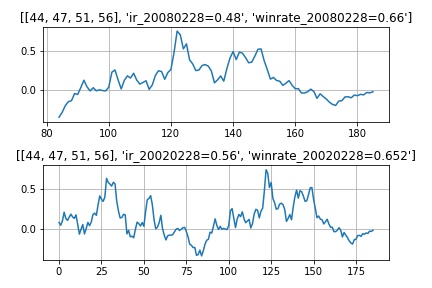 [[44, 47, 51, 56], 'ir_20080228=0.48', 'winrate_20080228=0.66']
0.5
0.0
80 100 120 140 160 180
[[44, 47, 51, 56], 'ir_20020228=0.56', 'winrate_20020228=0.652']
0.5
0.0
0 25 50 75 100 125 150 175